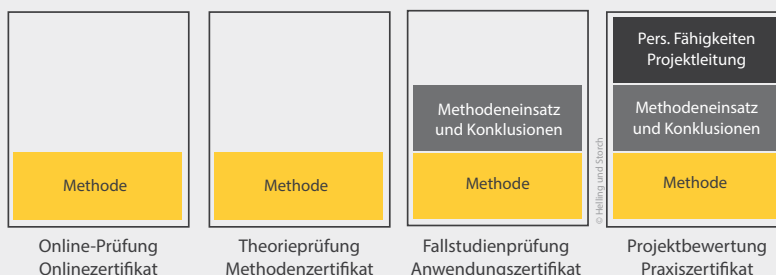 Methode
Online-Prüfung
Onlinezertifikat
Methode
Theorieprüfung
Methodenzertifikat
Methodeneinsatz
und Konklusionen
Methode
Fallstudienprüfung
Anwendungszertifikat
© Helling und Storch
Pers. Fähigkeiten
Projektleitung
Methodeneinsatz
und Konklusionen
Methode
Projektbewertung
Praxiszertifikat